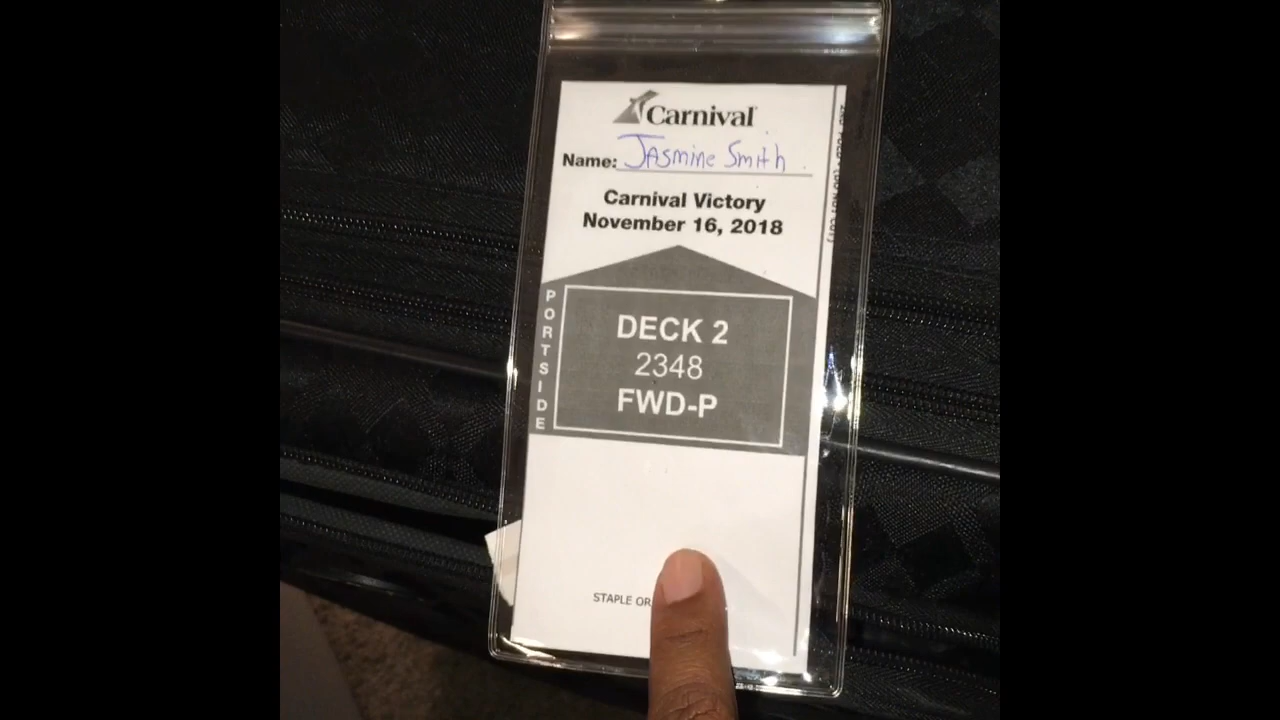 Carnival
Name: Jasmine Smith
Carnival Victory
November 16, 2018
PORTSIDE
DECK 2
2348
FWD-P
STAPLE OR